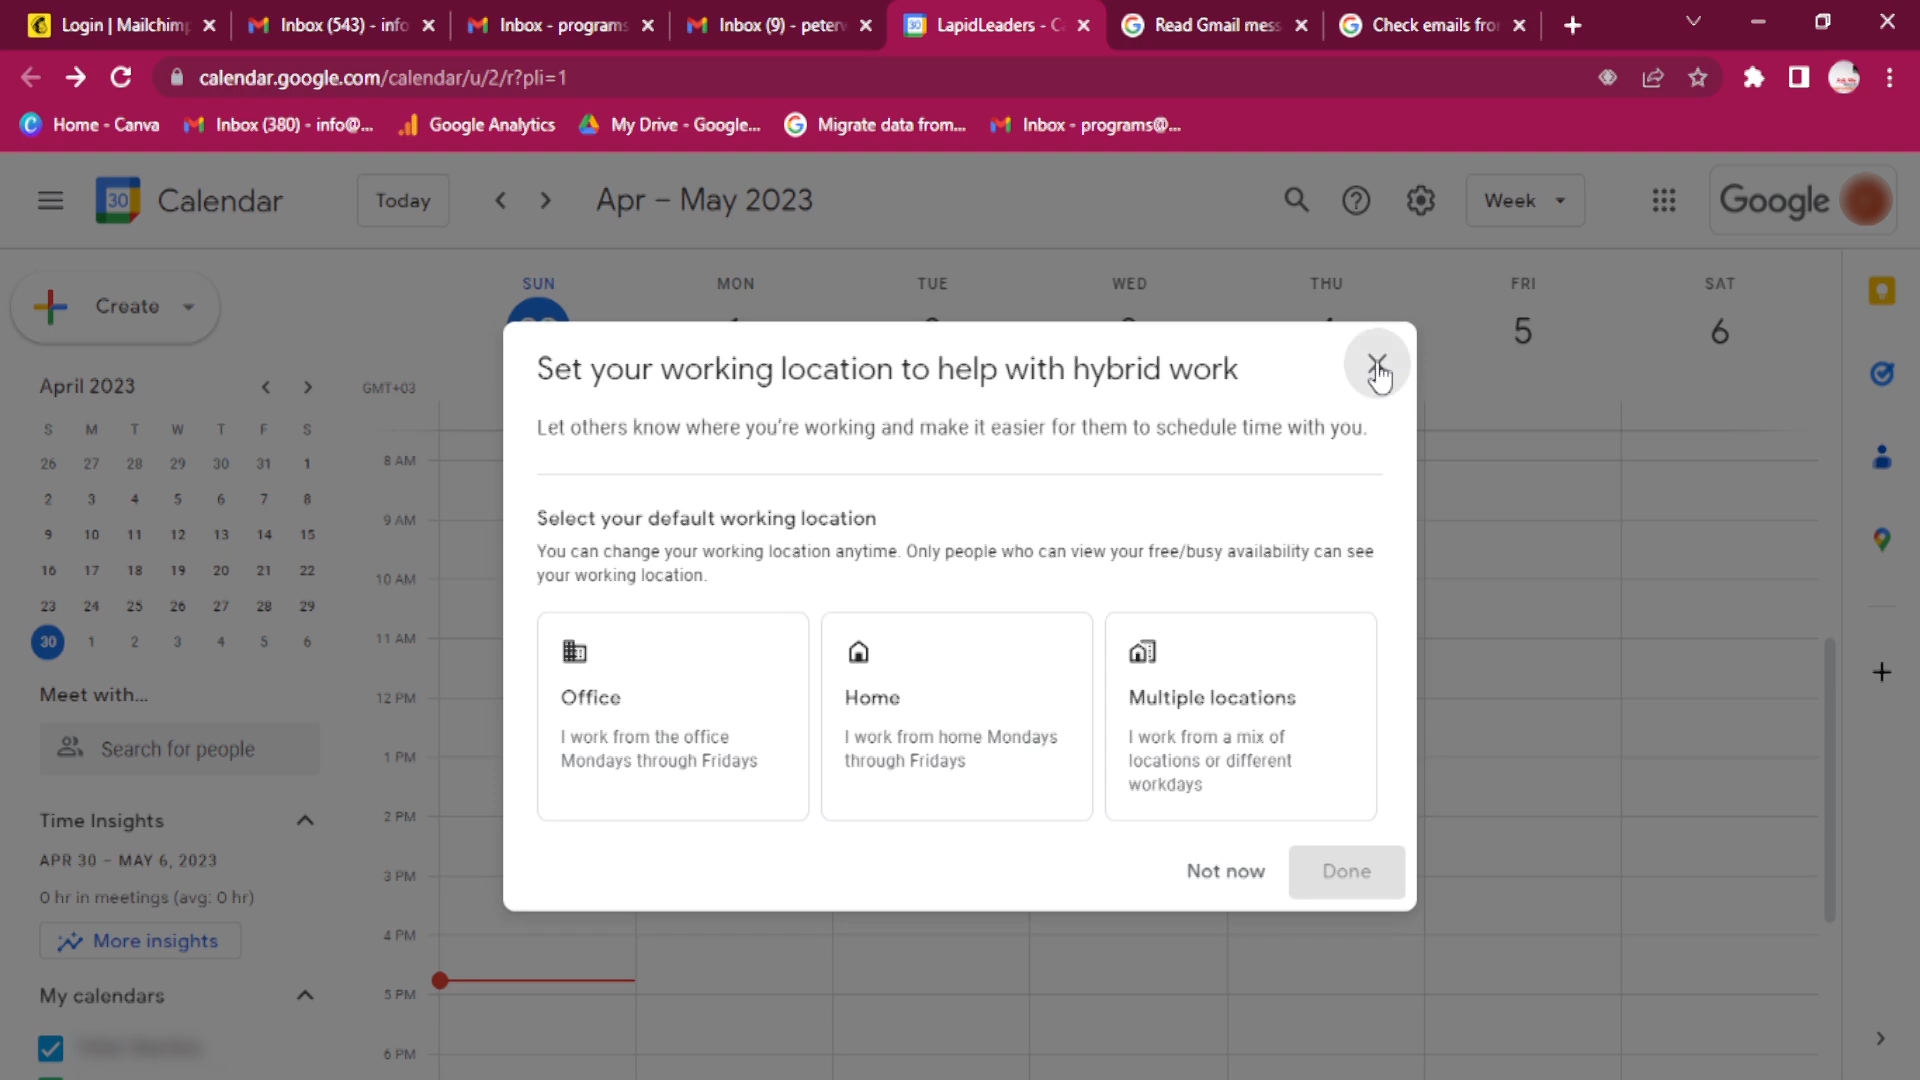 Login | Mailchim
Inbox (543) - info
Inbox - programs
Inbox (9) - peter
LapidLeaders - C
Read Gmail mess
Check emails fro
calendar.google.com/calendar/u/2/r?pli=1
Home - Canva
Inbox (380) - info@...
Google Analytics
My Drive - Google...
Migrate data from...
Inbox - programs@...
30
Calendar
Today
Apr – May 2023
Week
Google
Create
SUN
MON
TUE
WED
THU
FRI
SAT
5
6
GMT+03
April 2023
S M T W T F S
26 27 28 29 30 31 1
2 3 4 5 6 7 8
9 10 11 12 13 14 15
16 17 18 19 20 21 22
23 24 25 26 27 28 29
30 1 2 3 4 5 6
Meet with...
Search for people
Time Insights
APR 30 – MAY 6, 2023
0 hr in meetings (avg: 0 hr)
More insights
My calendars
8 AM
9 AM
10 AM
11 AM
12 PM
1 PM
2 PM
3 PM
4 PM
5 PM
6 PM
Set your working location to help with hybrid work
Let others know where you're working and make it easier for them to schedule time with you.
Select your default working location
You can change your working location anytime. Only people who can view your free/busy availability can see
your working location.
Office
I work from the office
Mondays through Fridays
Home
I work from home Mondays
through Fridays
Multiple locations
I work from a mix of
locations or different
workdays
Not now
Done